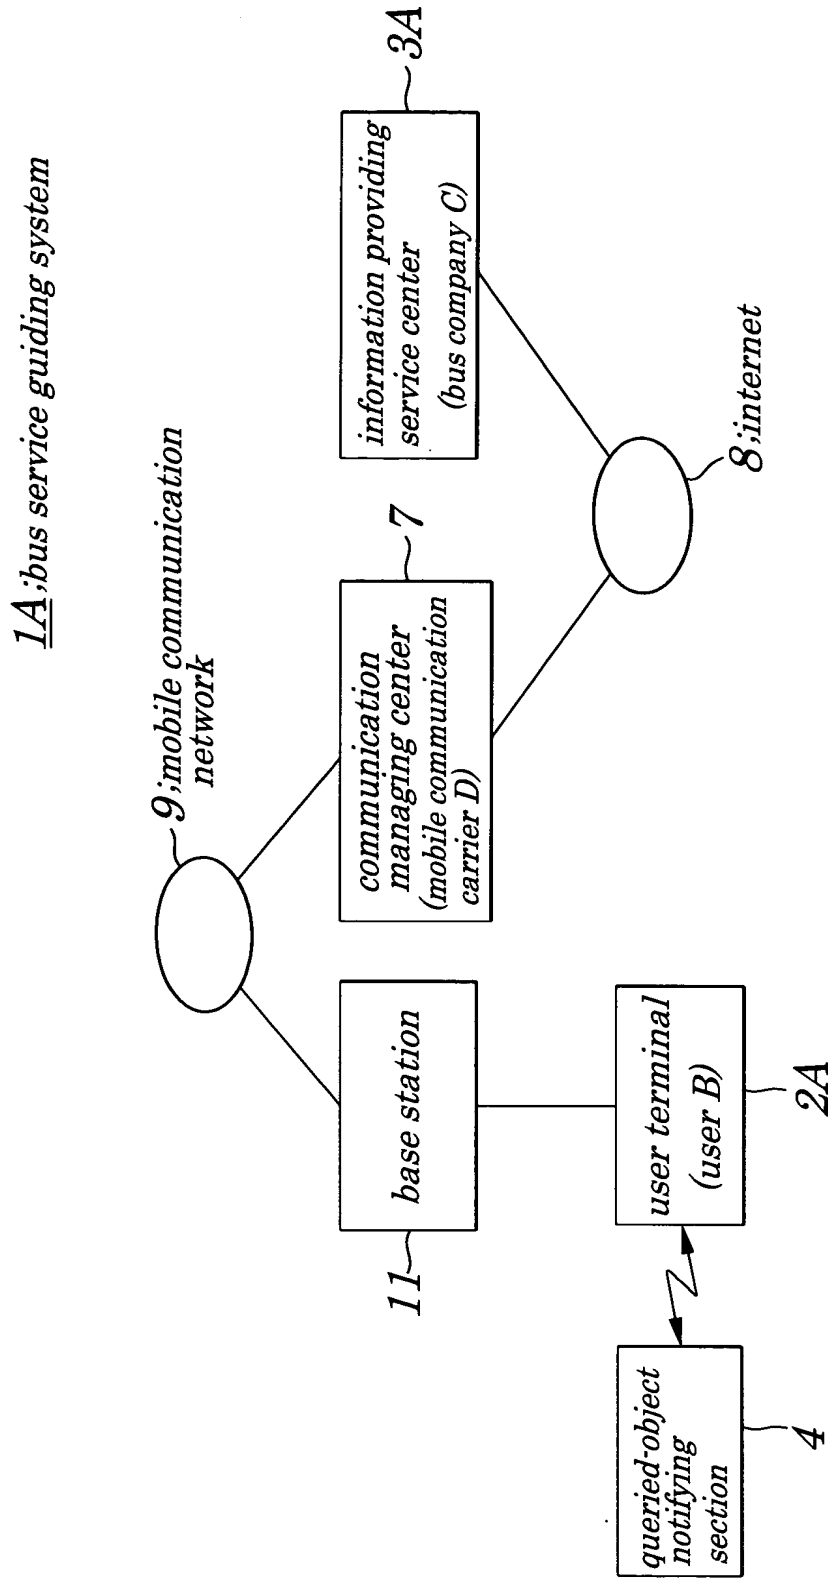 1A;bus service guiding system
9;mobile communication
network
3A
information providing
service center
(bus company C)
7
communication
managing center
(mobile communication
carrier D)
8;internet
base station
11
user terminal
(user B)
2A
queried-object
notifying
section
4